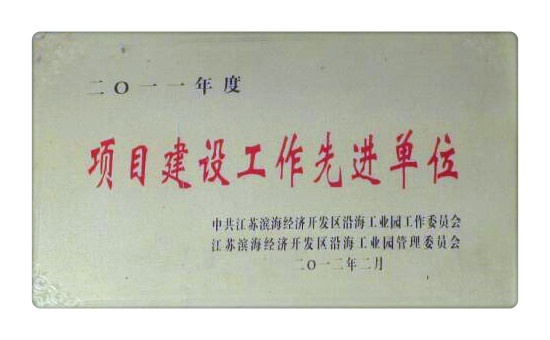 二〇一一年度
项目建设工作先进单位
中共江苏滨海经济开发区沿海工业园工作委员会
江苏滨海经济开发区沿海工业园管理委员会
二〇一二年二月